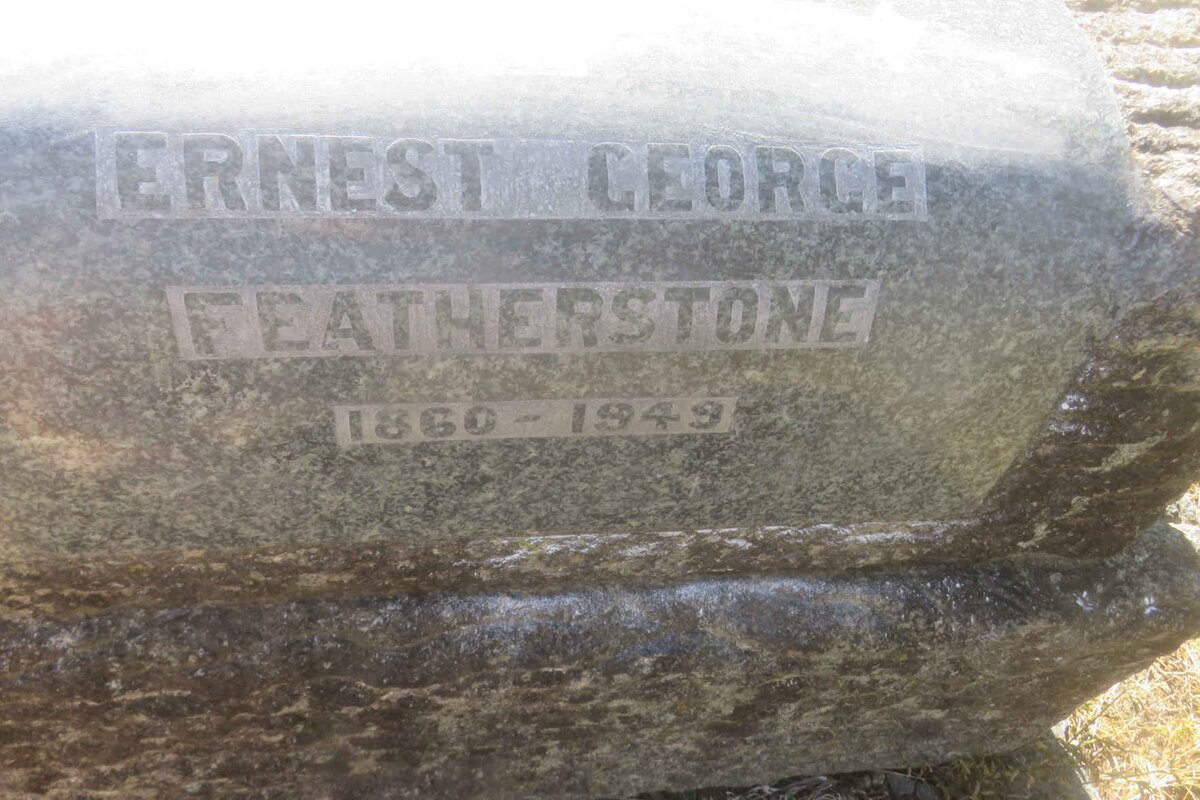 ERNEST GEORGE
FEATHERSTONE
1860 - 1949